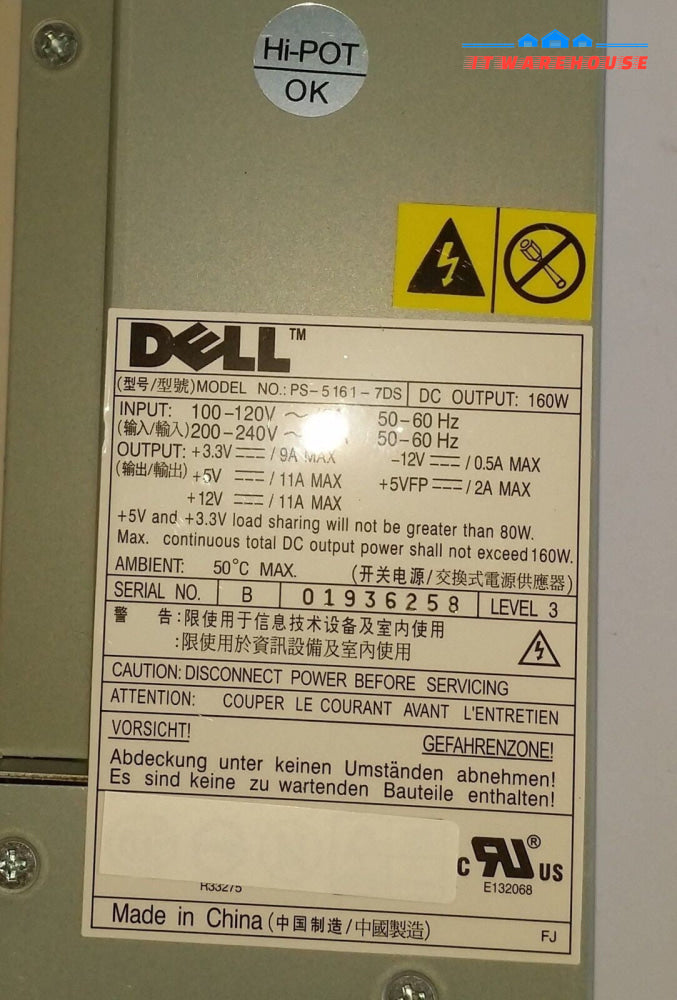 Hi-POT
OK
IT WAREHOUSE
DELL™
(型号/型號)MODEL NO.: PS-5161-7DS DC OUTPUT: 160W
INPUT: 100-120V ~ 50-60 Hz
(输入/輸入)200-240V ~ 50-60 Hz
OUTPUT: +3.3V ⎓ / 9A MAX -12V ⎓ / 0.5A MAX
(输出/輸出) +5V ⎓ / 11A MAX +5VFP ⎓ / 2A MAX
+12V ⎓ / 11A MAX
+5V and +3.3V load sharing will not be greater than 80W.
Max. continuous total DC output power shall not exceed 160W.
AMBIENT: 50°C MAX. (开关电源/交換式電源供應器)
SERIAL NO. B 01936258 LEVEL 3
警 告:限使用于信息技术设备及室内使用
:限使用於資訊設備及室內使用
CAUTION: DISCONNECT POWER BEFORE SERVICING
ATTENTION: COUPER LE COURANT AVANT L'ENTRETIEN
VORSICHT! GEFAHRENZONE!
Abdeckung unter keinen Umständen abnehmen!
Es sind keine zu wartenden Bauteile enthalten!
c RU ® US
R33275 E132068
Made in China (中国制造/中國製造) FJ